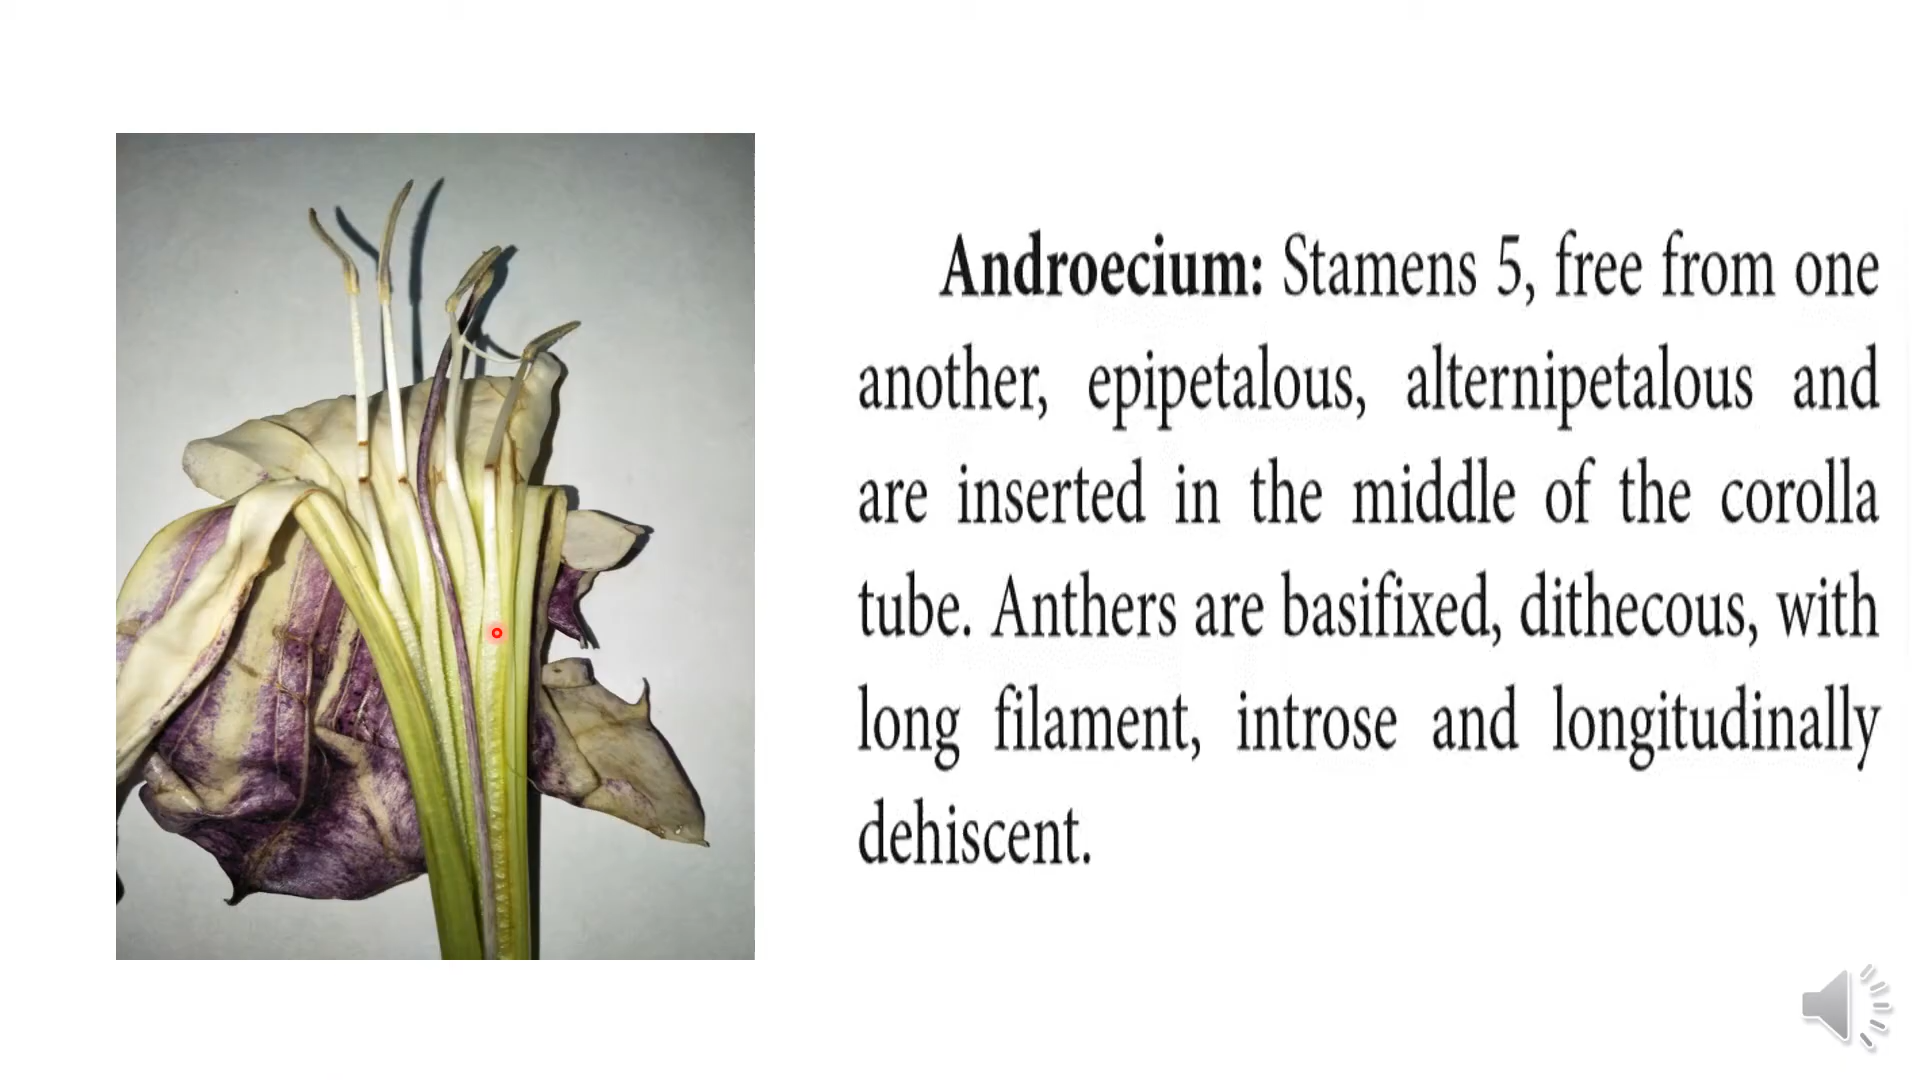 Androecium: Stamens 5, free from one
another, epipetalous, alternipetalous and
are inserted in the middle of the corolla
tube. Anthers are basifixed, dithecous, with
long filament, introse and longitudinally
dehiscent.